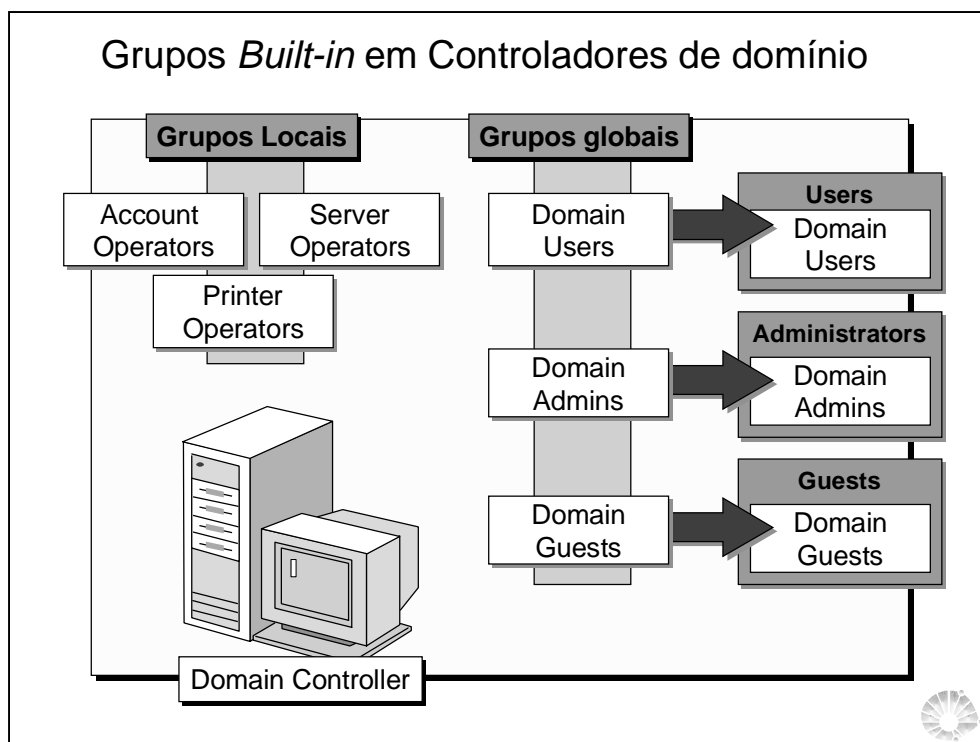 Grupos Built-in em Controladores de domínio
Grupos Locais
Account
Operators
Server
Operators
Printer
Operators
Domain Controller
Grupos globais
Domain
Users
Domain
Admins
Domain
Guests
Users
Domain
Users
Administrators
Domain
Admins
Guests
Domain
Guests